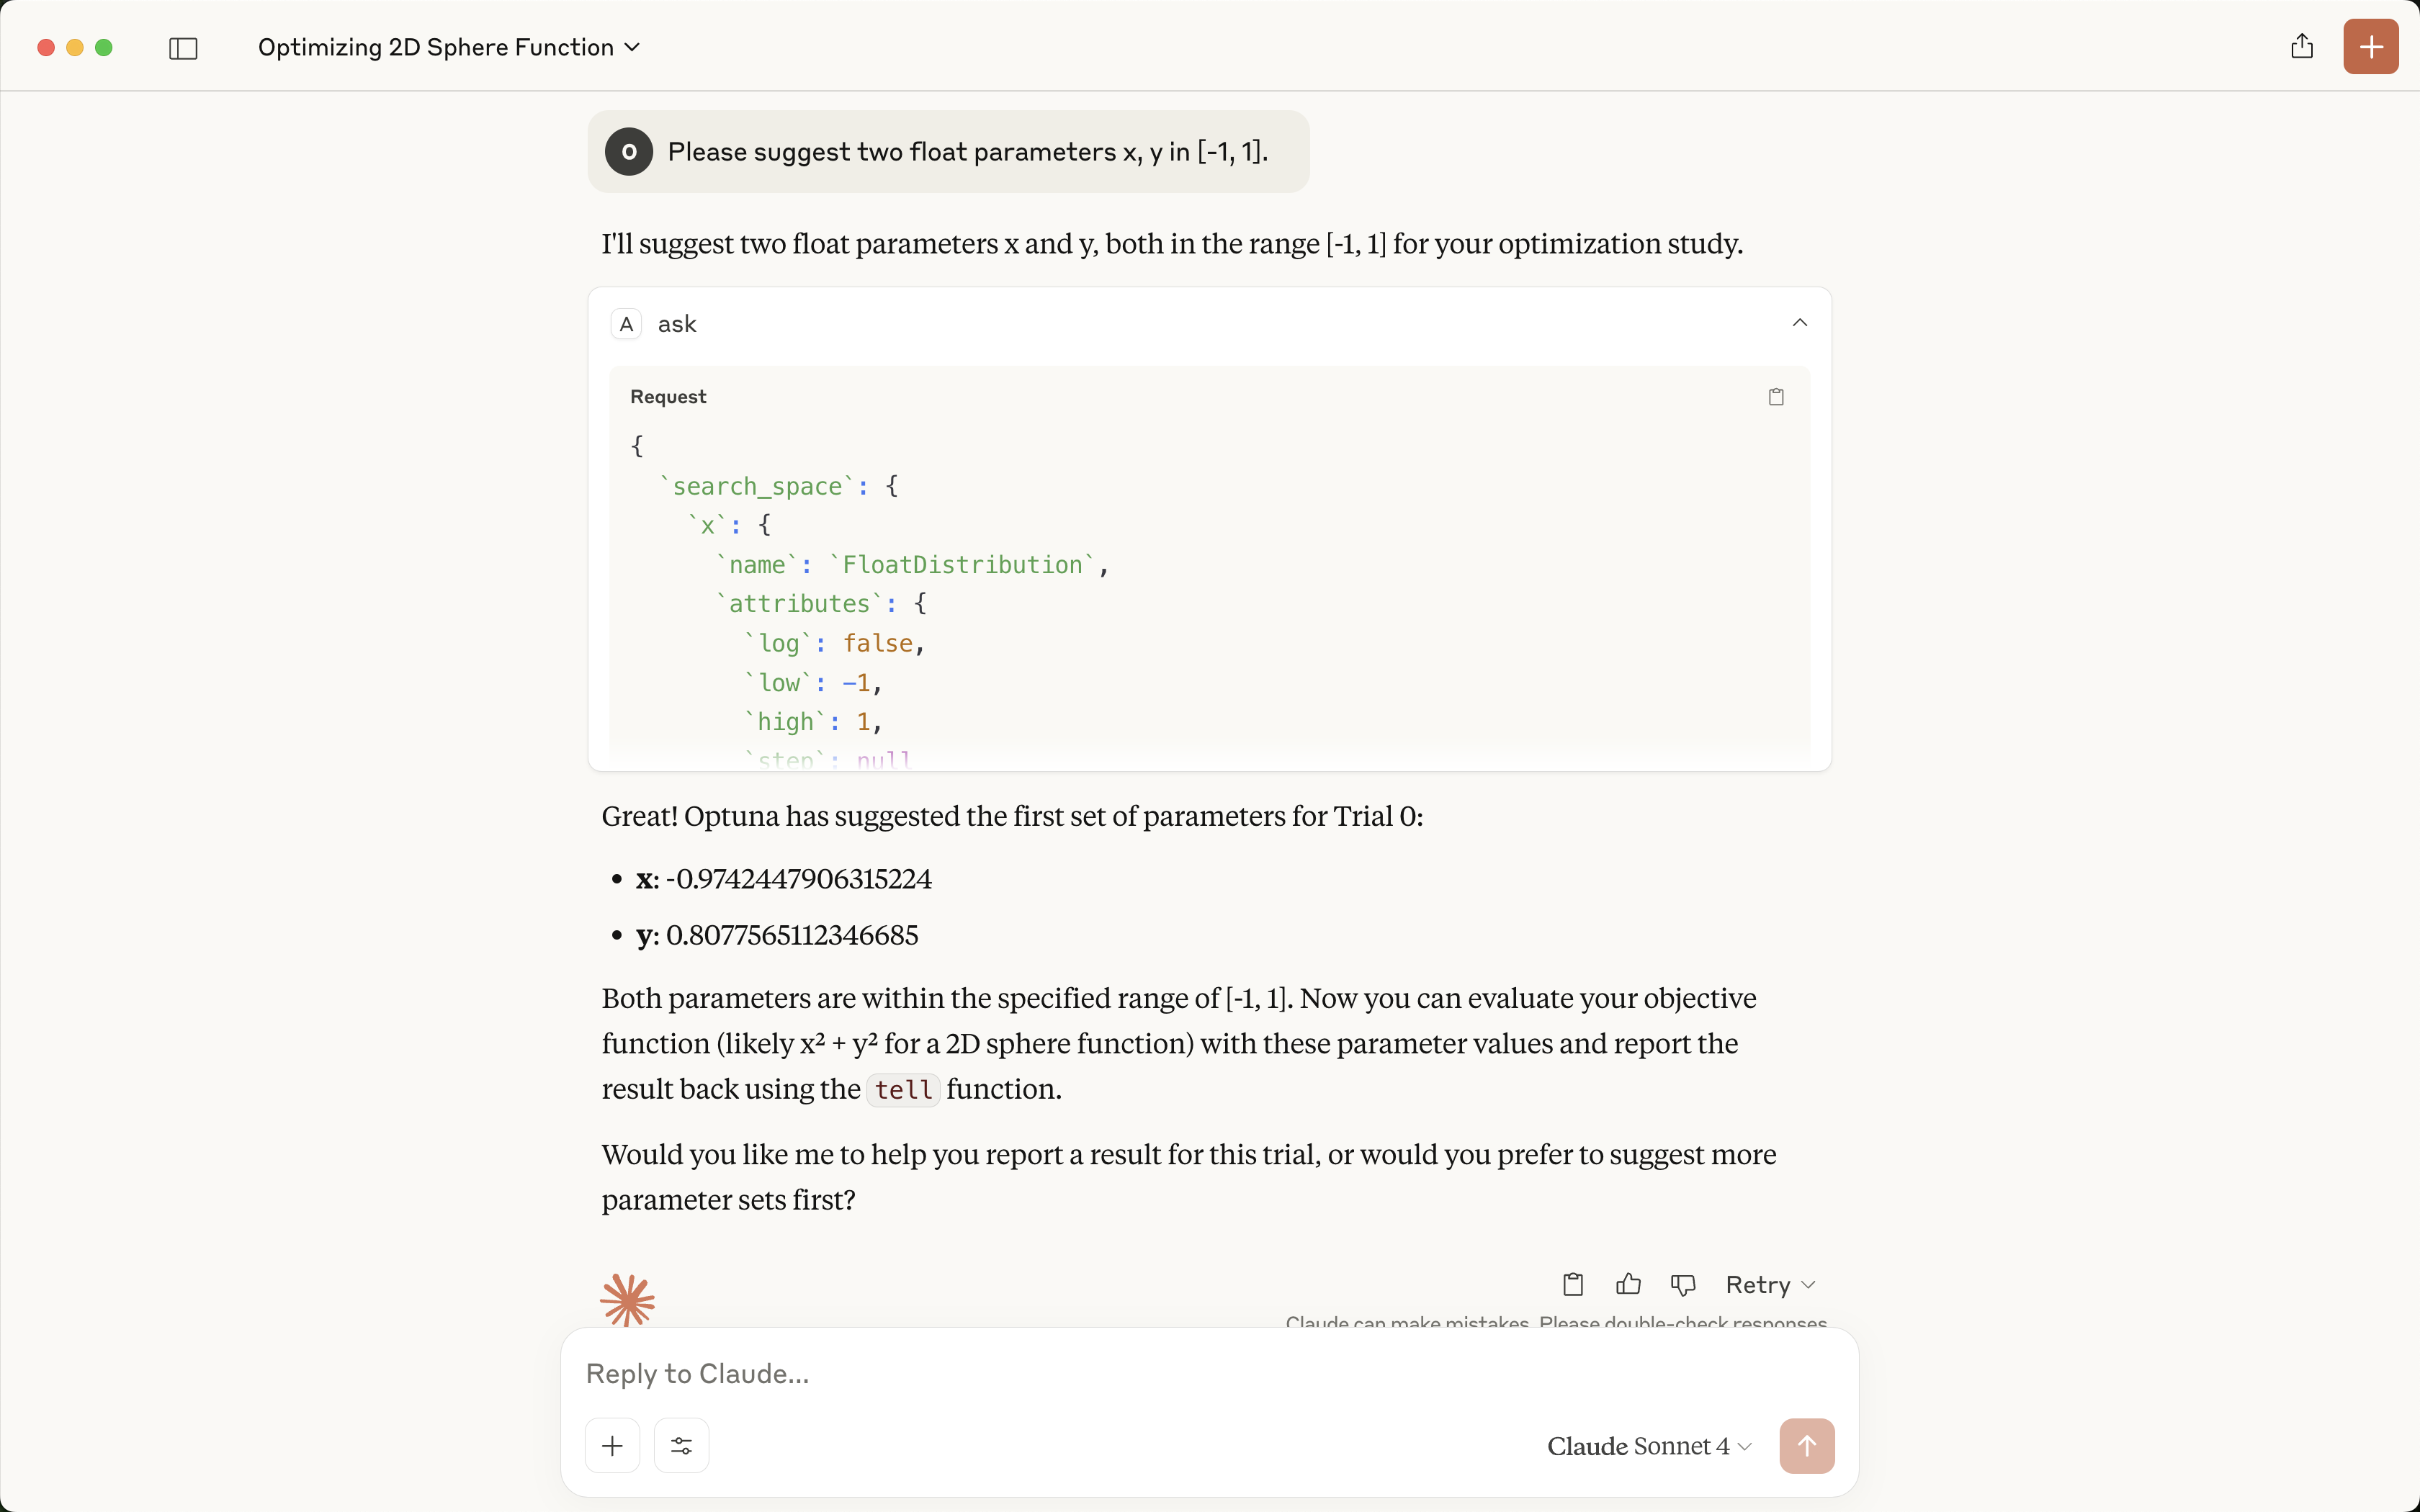 Optimizing 2D Sphere Function
O
Please suggest two float parameters x, y in [-1, 1].
I'll suggest two float parameters x and y, both in the range [-1, 1] for your optimization study.
A ask
Request
{
  `search_space`: {
    `x`: {
      `name`: `FloatDistribution`,
      `attributes`: {
        `log`: false,
        `low`: −1,
        `high`: 1,
        `step`: null
Great! Optuna has suggested the first set of parameters for Trial 0:
• x: -0.9742447906315224
• y: 0.8077565112346685
Both parameters are within the specified range of [-1, 1]. Now you can evaluate your objective
function (likely x² + y² for a 2D sphere function) with these parameter values and report the
result back using the tell function.
Would you like me to help you report a result for this trial, or would you prefer to suggest more
parameter sets first?
Retry
Claude can make mistakes. Please double-check responses.
Reply to Claude...
Claude Sonnet 4